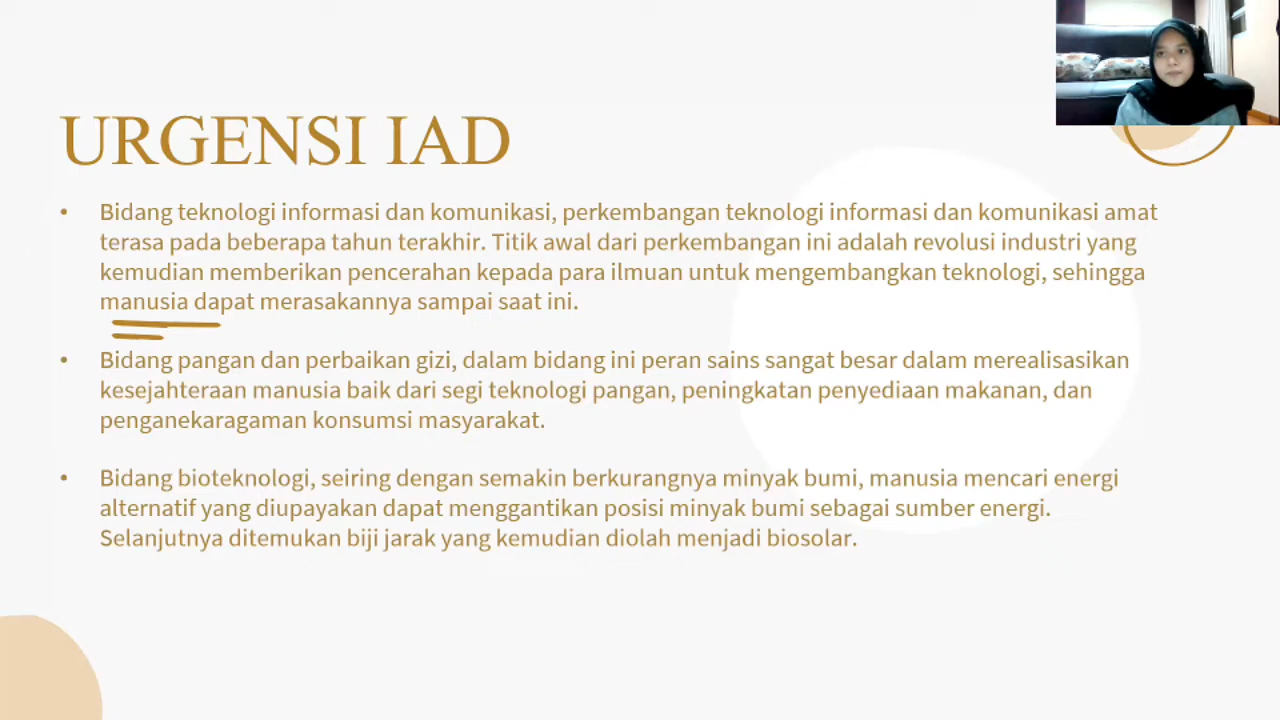 URGENSI IAD
• Bidang teknologi informasi dan komunikasi, perkembangan teknologi informasi dan komunikasi amat
terasa pada beberapa tahun terakhir. Titik awal dari perkembangan ini adalah revolusi industri yang
kemudian memberikan pencerahan kepada para ilmuan untuk mengembangkan teknologi, sehingga
manusia dapat merasakannya sampai saat ini.
• Bidang pangan dan perbaikan gizi, dalam bidang ini peran sains sangat besar dalam merealisasikan
kesejahteraan manusia baik dari segi teknologi pangan, peningkatan penyediaan makanan, dan
penganekaragaman konsumsi masyarakat.
• Bidang bioteknologi, seiring dengan semakin berkurangnya minyak bumi, manusia mencari energi
alternatif yang diupayakan dapat menggantikan posisi minyak bumi sebagai sumber energi.
Selanjutnya ditemukan biji jarak yang kemudian diolah menjadi biosolar.